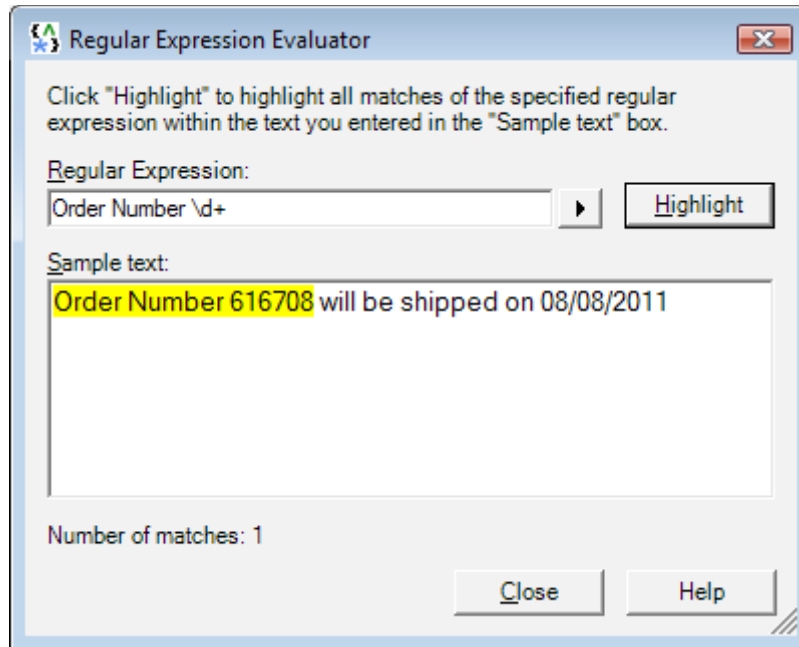 Regular Expression Evaluator
Click "Highlight" to highlight all matches of the specified regular
expression within the text you entered in the "Sample text" box.
Regular Expression:
Order Number \d+
Highlight
Sample text:
Order Number 616708 will be shipped on 08/08/2011
Number of matches: 1
Close Help